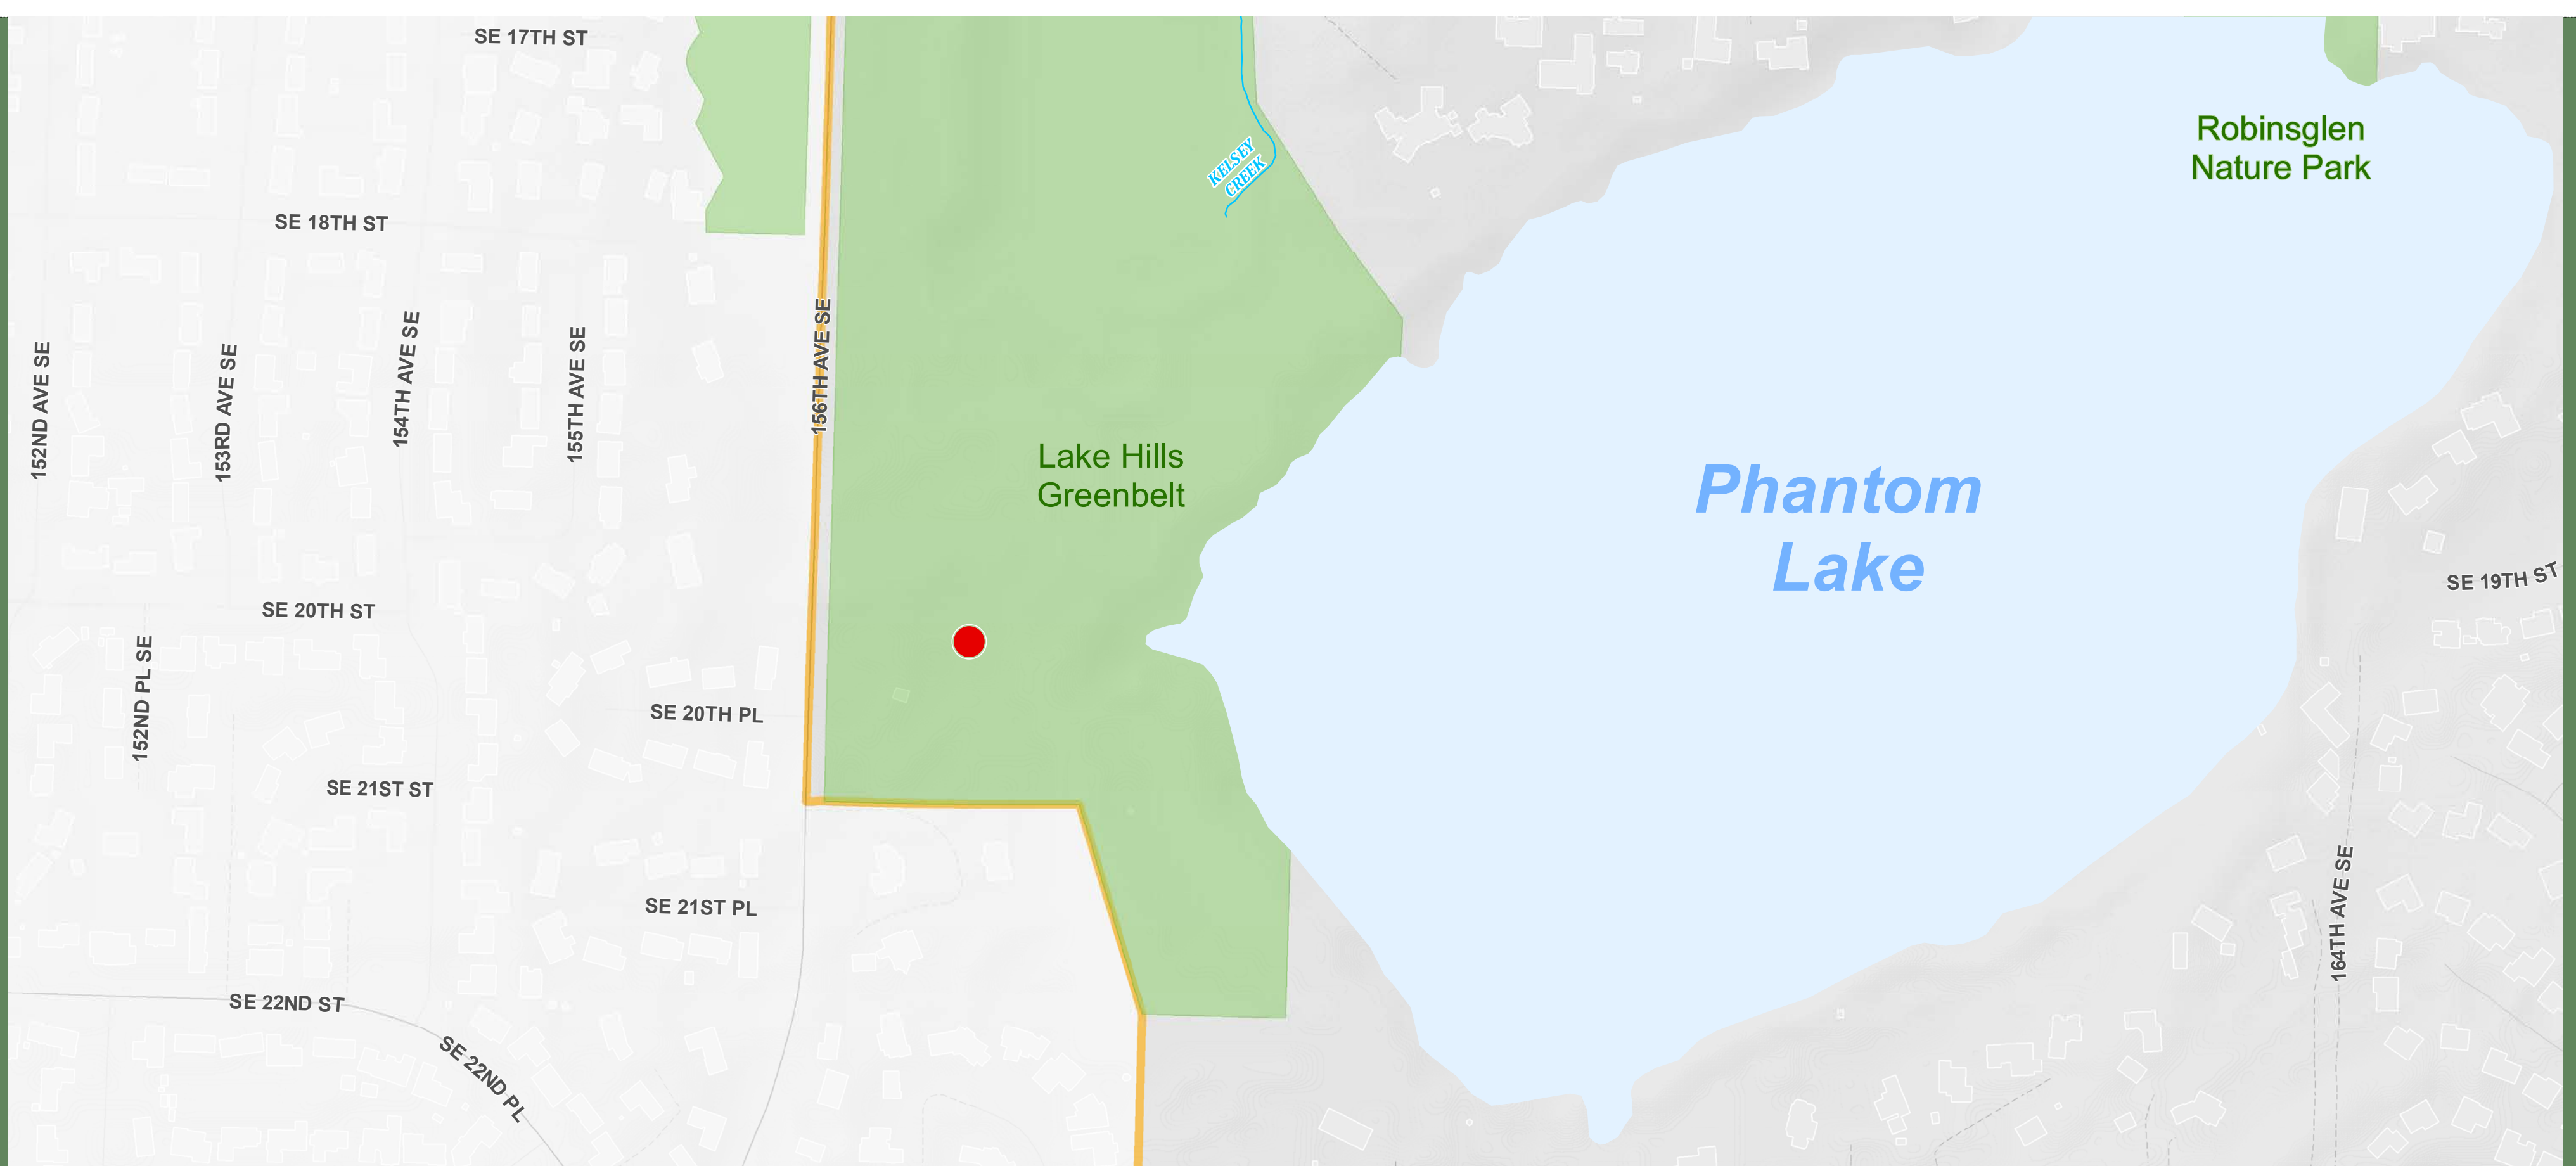 SE 17TH ST
Robinsglen
Nature Park
KELSEY
CREEK
SE 18TH ST
152ND AVE SE
153RD AVE SE
154TH AVE SE
155TH AVE SE
156TH AVE SE
Lake Hills
Greenbelt
Phantom
Lake
SE 19TH ST
SE 20TH ST
152ND PL SE
SE 20TH PL
SE 21ST ST
SE 21ST PL
164TH AVE SE
SE 22ND ST
SE 22ND PL